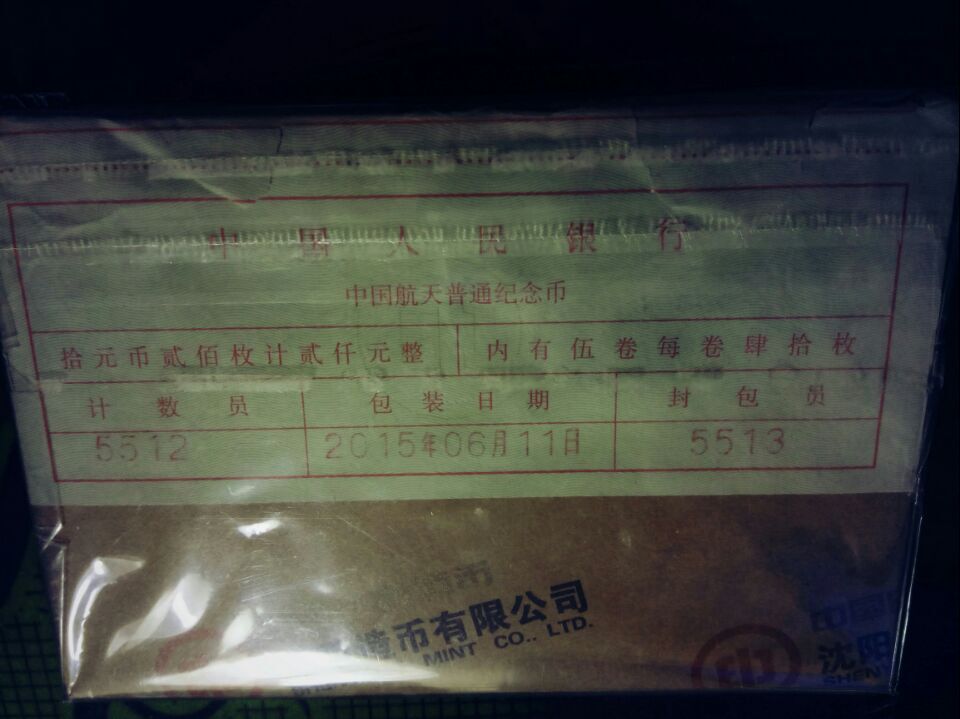 中国人民银行
中国航天普通纪念币
拾元币贰佰枚计贰仟元整 内有伍卷每卷肆拾枚
计数员 包装日期 封包员
5512 2015年06月11日 5513
造币有限公司
MINT CO., LTD.
沈阳
SHEN